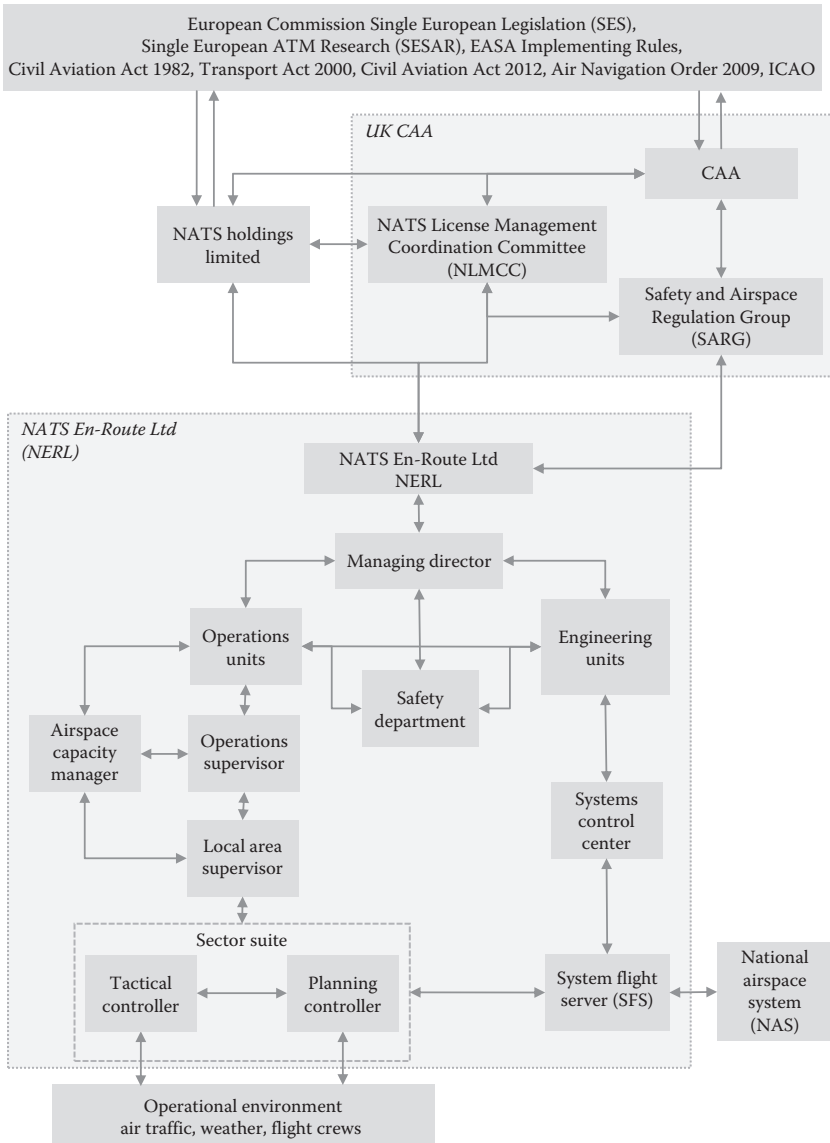 European Commission Single European Legislation (SES),
Single European ATM Research (SESAR), EASA Implementing Rules,
Civil Aviation Act 1982, Transport Act 2000, Civil Aviation Act 2012, Air Navigation Order 2009, ICAO
UK CAA
CAA
NATS holdings
limited
NATS License Management
Coordination Committee
(NLMCC)
Safety and Airspace
Regulation Group
(SARG)
NATS En-Route Ltd
(NERL)
NATS En-Route Ltd
NERL
Managing director
Operations
units
Engineering
units
Safety
department
Airspace
capacity
manager
Operations
supervisor
Systems
control
center
Local area
supervisor
Sector suite
Tactical
controller
Planning
controller
System flight
server (SFS)
National
airspace
system
(NAS)
Operational environment
air traffic, weather, flight crews